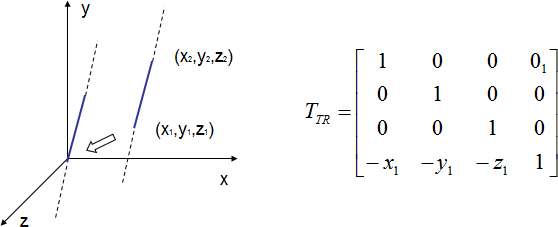 y
(x₂,y₂,z₂)
(x₁,y₁,z₁)
x
z
T_TR =
1 0 0 0₁
0 1 0 0
0 0 1 0
−x₁ −y₁ −z₁ 1